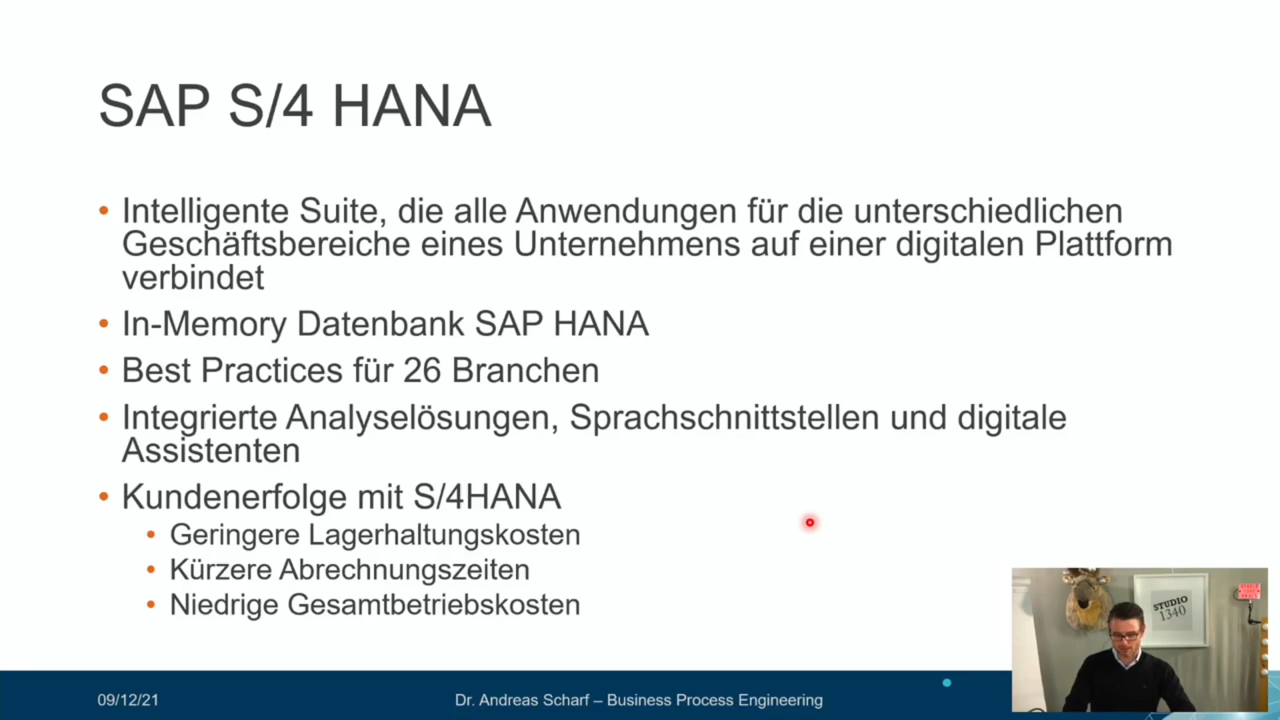 SAP S/4 HANA
• Intelligente Suite, die alle Anwendungen für die unterschiedlichen
Geschäftsbereiche eines Unternehmens auf einer digitalen Plattform
verbindet
• In-Memory Datenbank SAP HANA
• Best Practices für 26 Branchen
• Integrierte Analyselösungen, Sprachschnittstellen und digitale
Assistenten
• Kundenerfolge mit S/4HANA
• Geringere Lagerhaltungskosten
• Kürzere Abrechnungszeiten
• Niedrige Gesamtbetriebskosten
STUDIO
1340
09/12/21
Dr. Andreas Scharf – Business Process Engineering